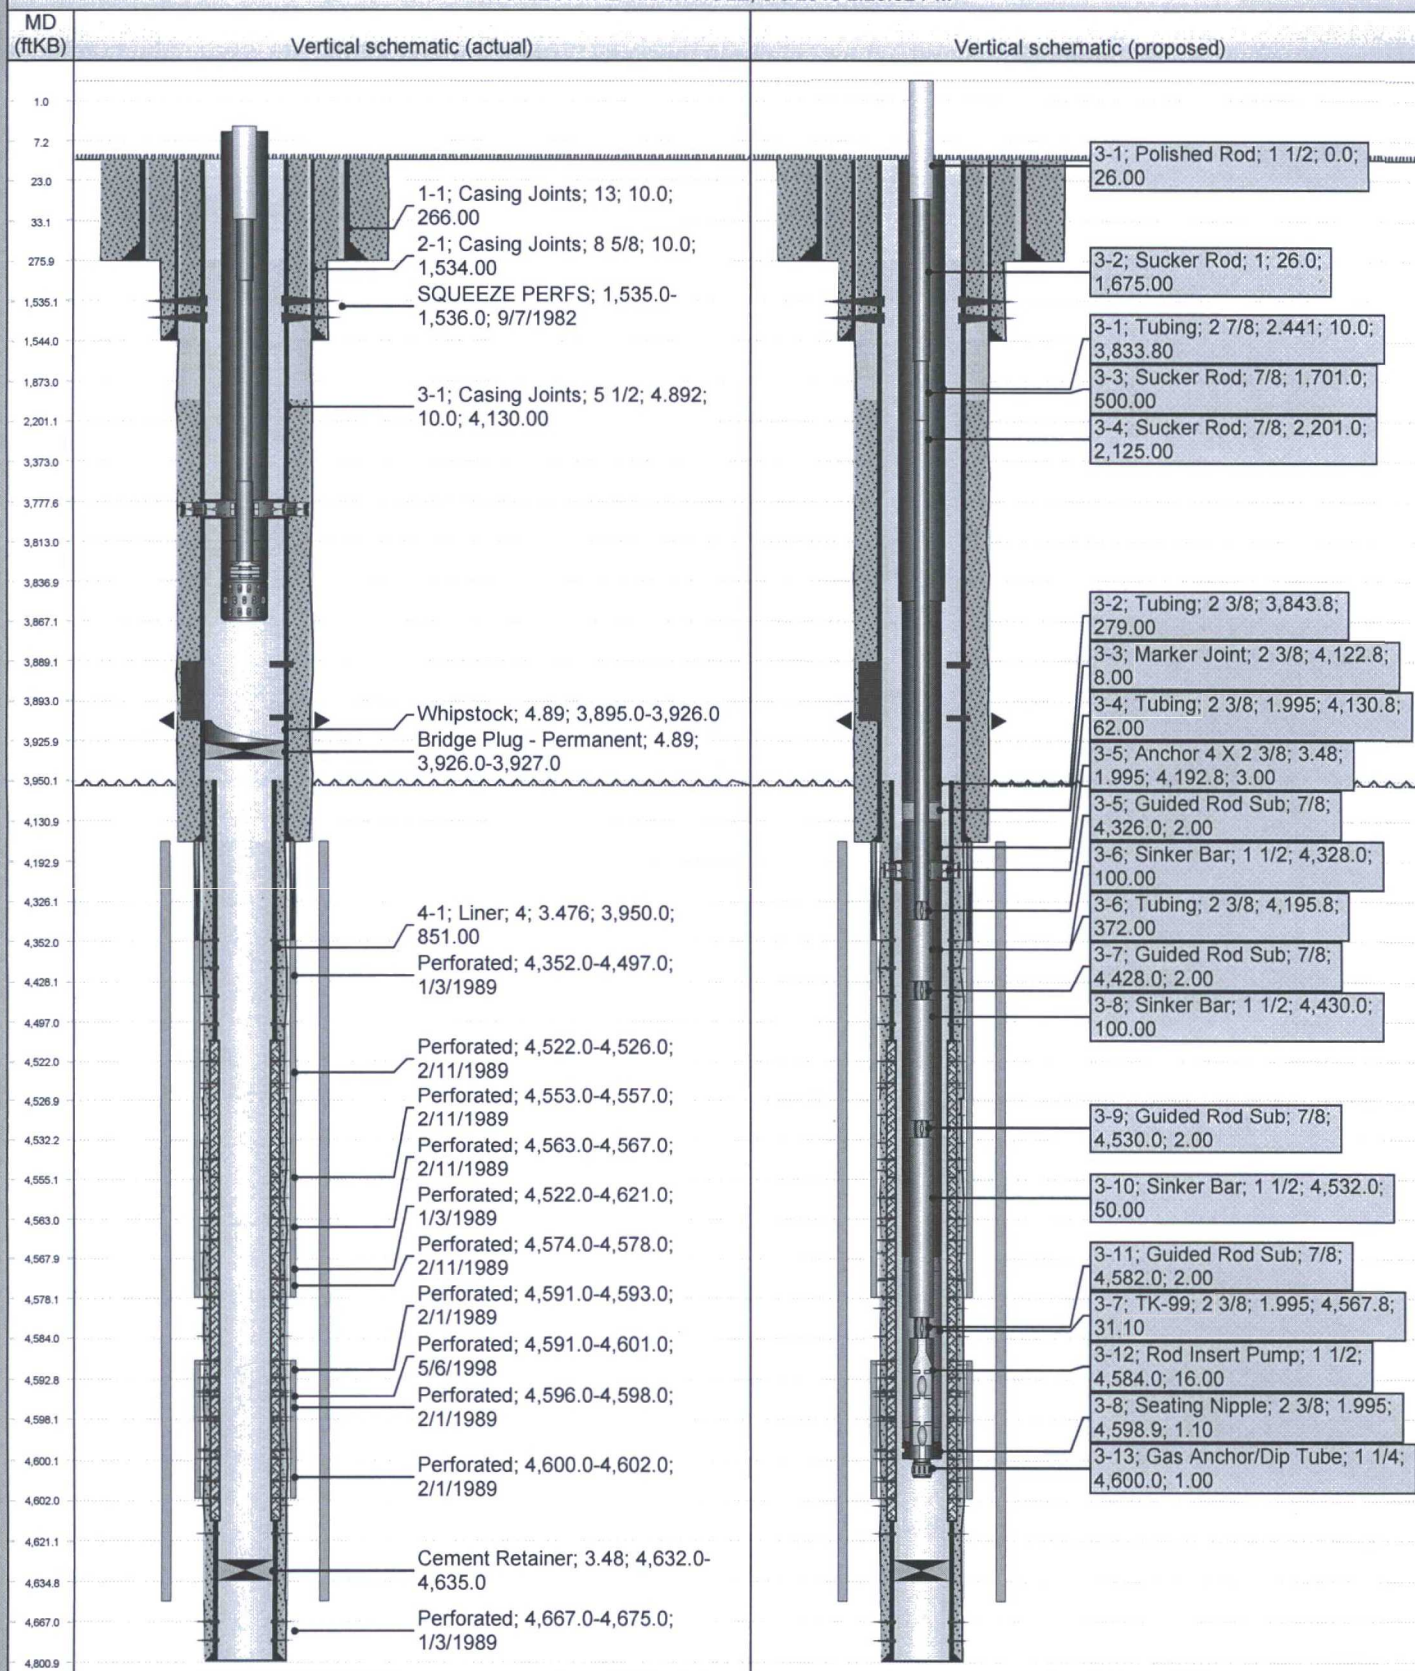 MD
(ftKB)
Vertical schematic (actual)
Vertical schematic (proposed)
1.0
7.2
23.0
33.1
275.9
1,535.1
1,544.0
1,873.0
2,201.1
3,373.0
3,777.6
3,813.0
3,836.9
3,867.1
3,889.1
3,893.0
3,925.9
3,950.1
4,130.9
4,192.9
4,326.1
4,352.0
4,428.1
4,497.0
4,522.0
4,526.9
4,532.2
4,555.1
4,563.0
4,567.9
4,578.1
4,584.0
4,592.8
4,598.1
4,600.1
4,602.0
4,621.1
4,634.8
4,667.0
4,800.9
1-1; Casing Joints; 13; 10.0;
266.00
2-1; Casing Joints; 8 5/8; 10.0;
1,534.00
SQUEEZE PERFS; 1,535.0-
1,536.0; 9/7/1982
3-1; Casing Joints; 5 1/2; 4.892;
10.0; 4,130.00
Whipstock; 4.89; 3,895.0-3,926.0
Bridge Plug - Permanent; 4.89;
3,926.0-3,927.0
4-1; Liner; 4; 3.476; 3,950.0;
851.00
Perforated; 4,352.0-4,497.0;
1/3/1989
Perforated; 4,522.0-4,526.0;
2/11/1989
Perforated; 4,553.0-4,557.0;
2/11/1989
Perforated; 4,563.0-4,567.0;
2/11/1989
Perforated; 4,522.0-4,621.0;
1/3/1989
Perforated; 4,574.0-4,578.0;
2/11/1989
Perforated; 4,591.0-4,593.0;
2/1/1989
Perforated; 4,591.0-4,601.0;
5/6/1998
Perforated; 4,596.0-4,598.0;
2/1/1989
Perforated; 4,600.0-4,602.0;
2/1/1989
Cement Retainer; 3.48; 4,632.0-
4,635.0
Perforated; 4,667.0-4,675.0;
1/3/1989
3-1; Polished Rod; 1 1/2; 0.0;
26.00
3-2; Sucker Rod; 1; 26.0;
1,675.00
3-1; Tubing; 2 7/8; 2.441; 10.0;
3,833.80
3-3; Sucker Rod; 7/8; 1,701.0;
500.00
3-4; Sucker Rod; 7/8; 2,201.0;
2,125.00
3-2; Tubing; 2 3/8; 3,843.8;
279.00
3-3; Marker Joint; 2 3/8; 4,122.8;
8.00
3-4; Tubing; 2 3/8; 1.995; 4,130.8;
62.00
3-5; Anchor 4 X 2 3/8; 3.48;
1.995; 4,192.8; 3.00
3-5; Guided Rod Sub; 7/8;
4,326.0; 2.00
3-6; Sinker Bar; 1 1/2; 4,328.0;
100.00
3-6; Tubing; 2 3/8; 4,195.8;
372.00
3-7; Guided Rod Sub; 7/8;
4,428.0; 2.00
3-8; Sinker Bar; 1 1/2; 4,430.0;
100.00
3-9; Guided Rod Sub; 7/8;
4,530.0; 2.00
3-10; Sinker Bar; 1 1/2; 4,532.0;
50.00
3-11; Guided Rod Sub; 7/8;
4,582.0; 2.00
3-7; TK-99; 2 3/8; 1.995; 4,567.8;
31.10
3-12; Rod Insert Pump; 1 1/2;
4,584.0; 16.00
3-8; Seating Nipple; 2 3/8; 1.995;
4,598.9; 1.10
3-13; Gas Anchor/Dip Tube; 1 1/4;
4,600.0; 1.00